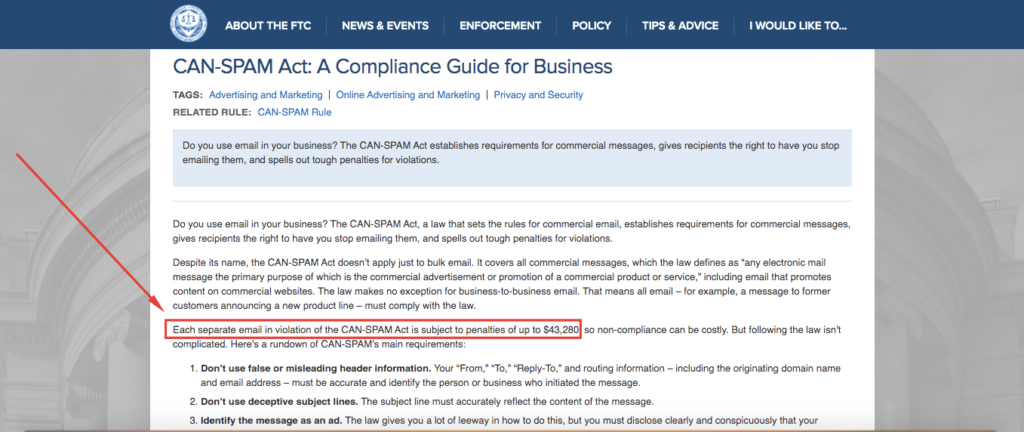 ABOUT THE FTC NEWS & EVENTS ENFORCEMENT POLICY TIPS & ADVICE I WOULD LIKE TO...
CAN-SPAM Act: A Compliance Guide for Business
TAGS: Advertising and Marketing | Online Advertising and Marketing | Privacy and Security
RELATED RULE: CAN-SPAM Rule
Do you use email in your business? The CAN-SPAM Act establishes requirements for commercial messages, gives recipients the right to have you stop
emailing them, and spells out tough penalties for violations.
Do you use email in your business? The CAN-SPAM Act, a law that sets the rules for commercial email, establishes requirements for commercial messages,
gives recipients the right to have you stop emailing them, and spells out tough penalties for violations.
Despite its name, the CAN-SPAM Act doesn’t apply just to bulk email. It covers all commercial messages, which the law defines as “any electronic mail
message the primary purpose of which is the commercial advertisement or promotion of a commercial product or service,” including email that promotes
content on commercial websites. The law makes no exception for business-to-business email. That means all email – for example, a message to former
customers announcing a new product line – must comply with the law.
Each separate email in violation of the CAN-SPAM Act is subject to penalties of up to $43,280, so non-compliance can be costly. But following the law isn’t
complicated. Here’s a rundown of CAN-SPAM’s main requirements:
1. Don’t use false or misleading header information. Your “From,” “To,” “Reply-To,” and routing information – including the originating domain name
and email address – must be accurate and identify the person or business who initiated the message.
2. Don’t use deceptive subject lines. The subject line must accurately reflect the content of the message.
3. Identify the message as an ad. The law gives you a lot of leeway in how to do this, but you must disclose clearly and conspicuously that your